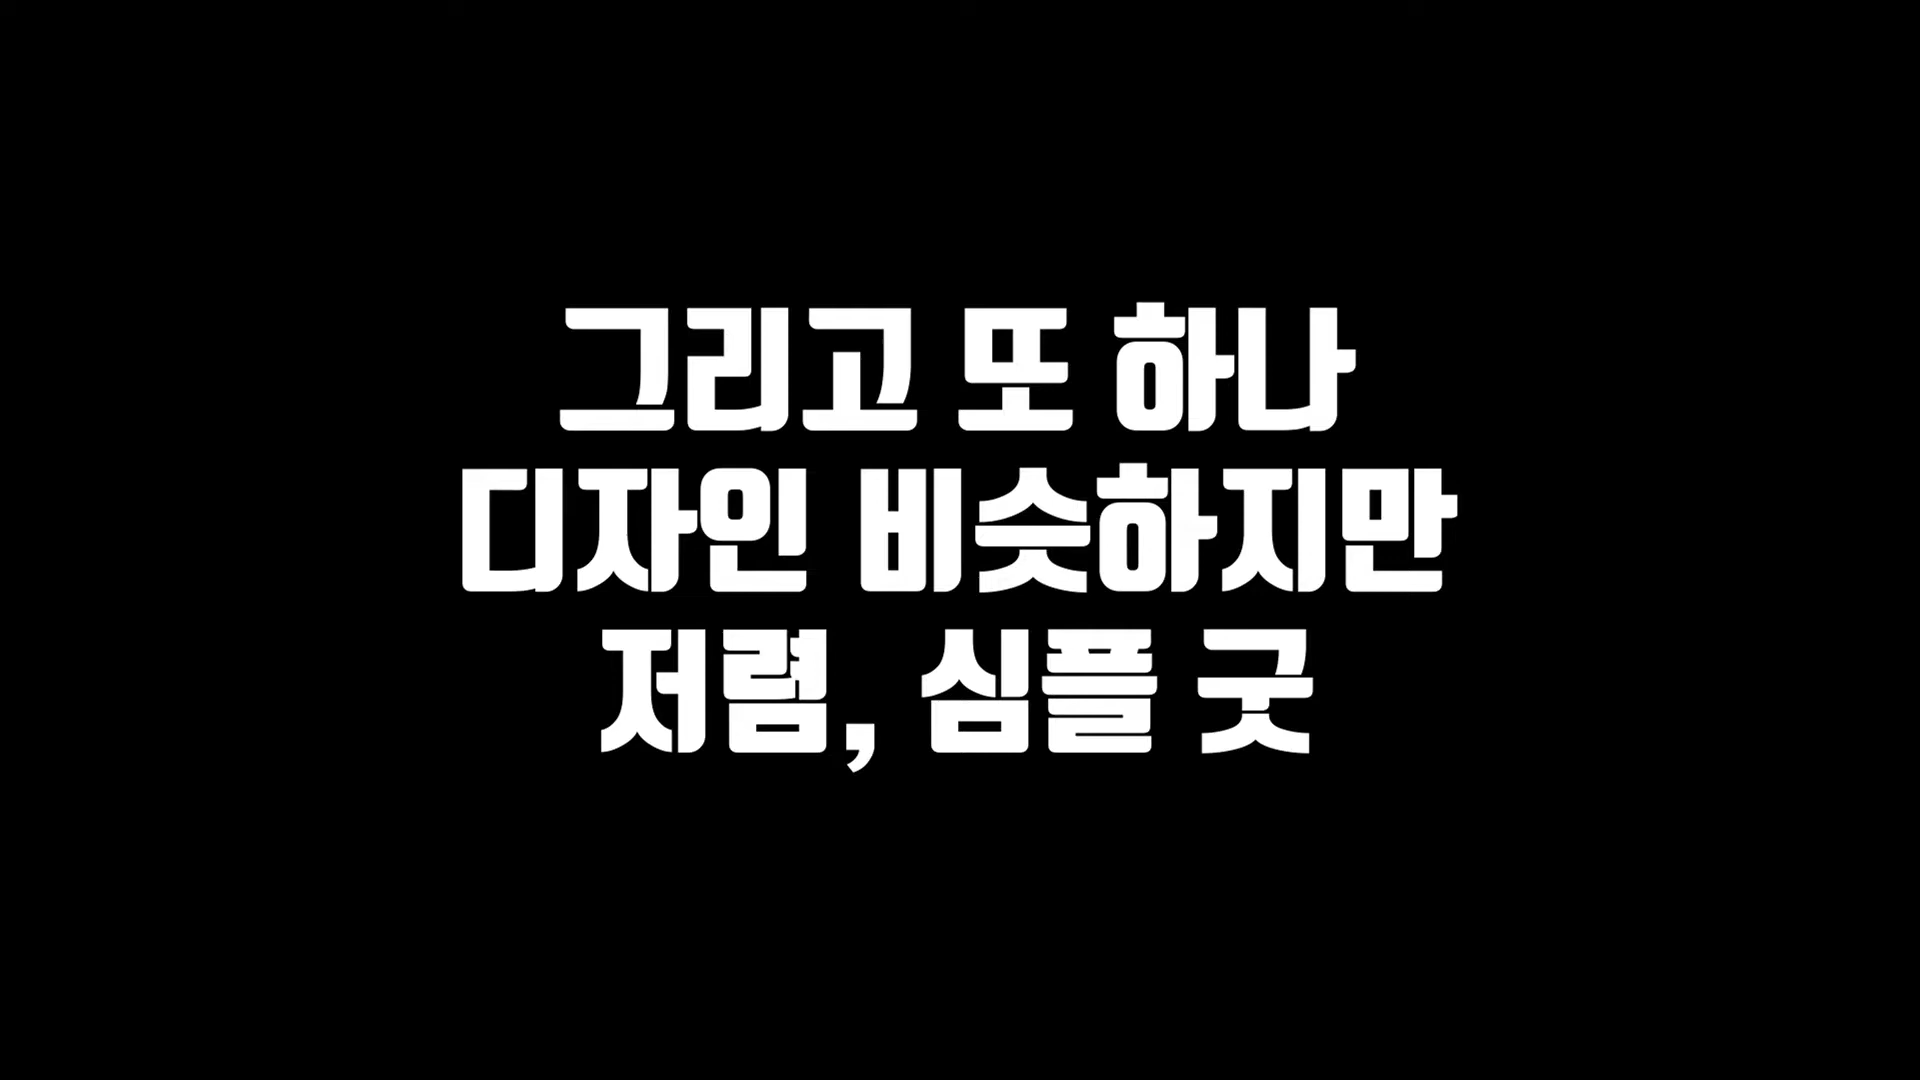 그리고 또 하나
디자인 비슷하지만
저렴, 심플 굿